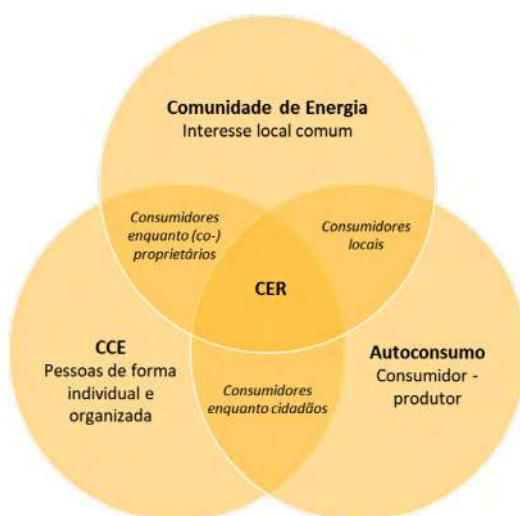 Comunidade de Energia
Interesse local comum
Consumidores
enquanto (co-)
proprietários
Consumidores
locais
CER
CCE
Pessoas de forma
individual e
organizada
Autoconsumo
Consumidor -
produtor
Consumidores
enquanto cidadãos